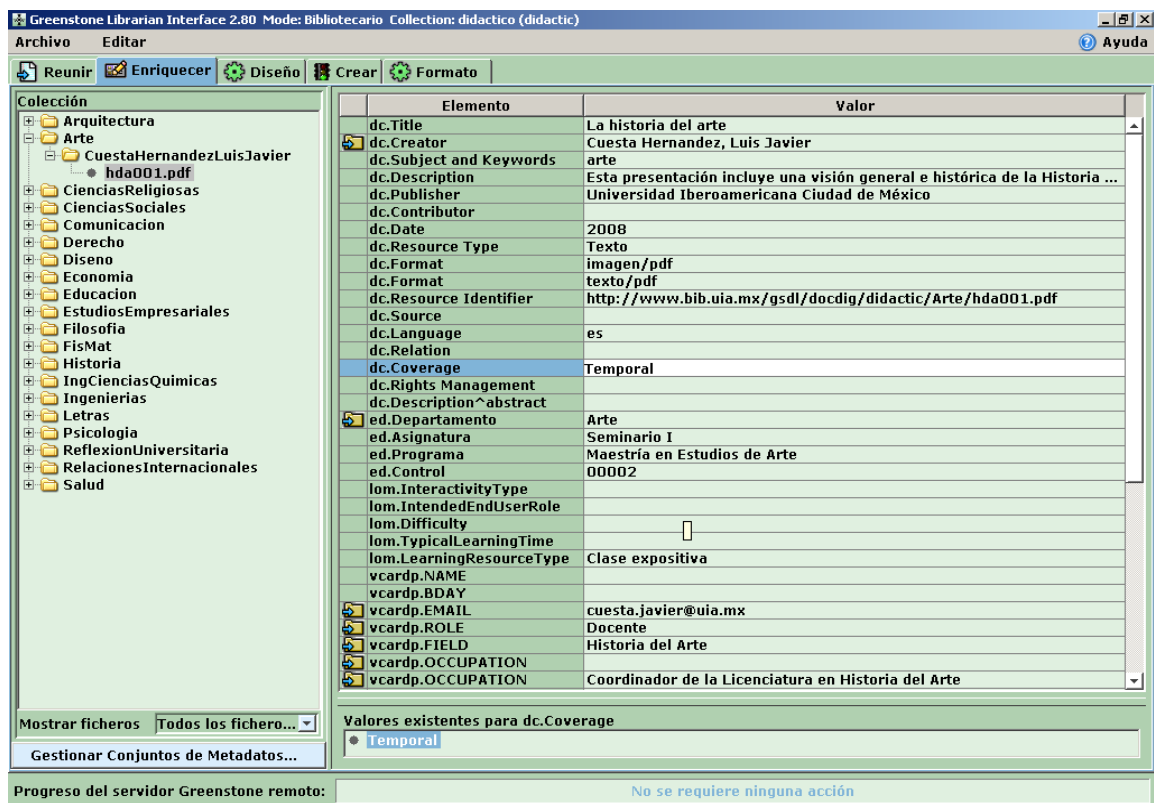 Greenstone Librarian Interface 2.80 Mode: Bibliotecario Collection: didactico (didactic)
Archivo Editar Ayuda
Reunir Enriquecer Diseño Crear Formato
Colección
Arquitectura
Arte
CuestaHernandezLuisJavier
hda001.pdf
CienciasReligiosas
CienciasSociales
Comunicacion
Derecho
Diseno
Economia
Educacion
EstudiosEmpresariales
Filosofia
FisMat
Historia
IngCienciasQuimicas
Ingenierias
Letras
Psicologia
ReflexionUniversitaria
RelacionesInternacionales
Salud
Mostrar ficheros Todos los fichero...
Gestionar Conjuntos de Metadatos...
Elemento Valor
dc.Title La historia del arte
dc.Creator Cuesta Hernandez, Luis Javier
dc.Subject and Keywords arte
dc.Description Esta presentación incluye una visión general e histórica de la Historia ...
dc.Publisher Universidad Iberoamericana Ciudad de México
dc.Contributor
dc.Date 2008
dc.Resource Type Texto
dc.Format imagen/pdf
dc.Format texto/pdf
dc.Resource Identifier http://www.bib.uia.mx/gsdl/docdig/didactic/Arte/hda001.pdf
dc.Source
dc.Language es
dc.Relation
dc.Coverage Temporal
dc.Rights Management
dc.Description^abstract
ed.Departamento Arte
ed.Asignatura Seminario I
ed.Programa Maestría en Estudios de Arte
ed.Control 00002
lom.InteractivityType
lom.IntendedEndUserRole
lom.Difficulty
lom.TypicalLearningTime
lom.LearningResourceType Clase expositiva
vcardp.NAME
vcardp.BDAY
vcardp.EMAIL cuesta.javier@uia.mx
vcardp.ROLE Docente
vcardp.FIELD Historia del Arte
vcardp.OCCUPATION
vcardp.OCCUPATION Coordinador de la Licenciatura en Historia del Arte
Valores existentes para dc.Coverage
Temporal
Progreso del servidor Greenstone remoto: No se requiere ninguna acción